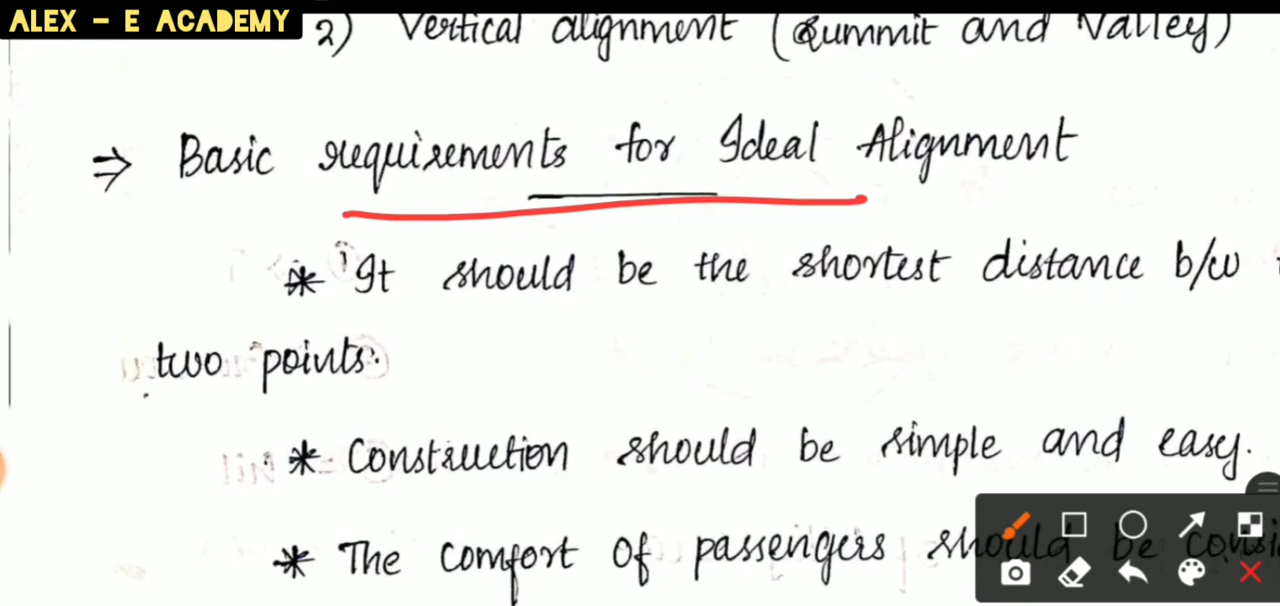 ALEX - E ACADEMY
2) Vertical alignment (Summit and Valley)
⇒ Basic requirements for Ideal Alignment
* It should be the shortest distance b/w
two points.
* Construction should be simple and easy.
* The comfort of passengers should be